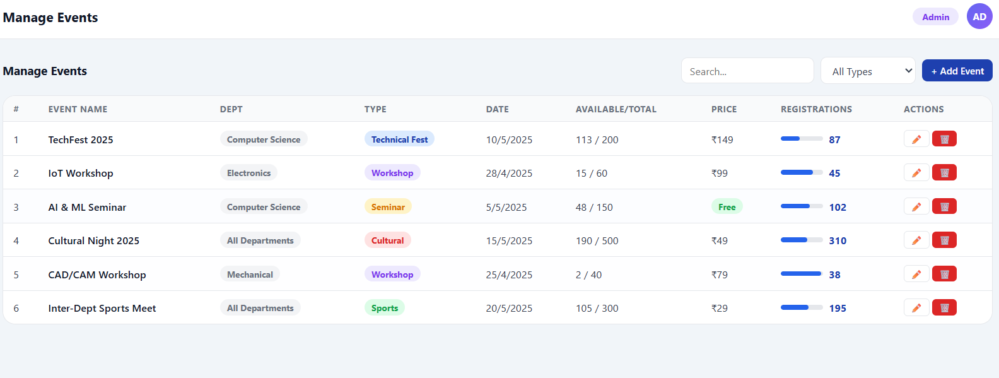 Manage Events
Admin
AD
Manage Events
Search...
All Types
+ Add Event
# EVENT NAME DEPT TYPE DATE AVAILABLE/TOTAL PRICE REGISTRATIONS ACTIONS
1 TechFest 2025 Computer Science Technical Fest 10/5/2025 113 / 200 ₹149 87
2 IoT Workshop Electronics Workshop 28/4/2025 15 / 60 ₹99 45
3 AI & ML Seminar Computer Science Seminar 5/5/2025 48 / 150 Free 102
4 Cultural Night 2025 All Departments Cultural 15/5/2025 190 / 500 ₹49 310
5 CAD/CAM Workshop Mechanical Workshop 25/4/2025 2 / 40 ₹79 38
6 Inter-Dept Sports Meet All Departments Sports 20/5/2025 105 / 300 ₹29 195